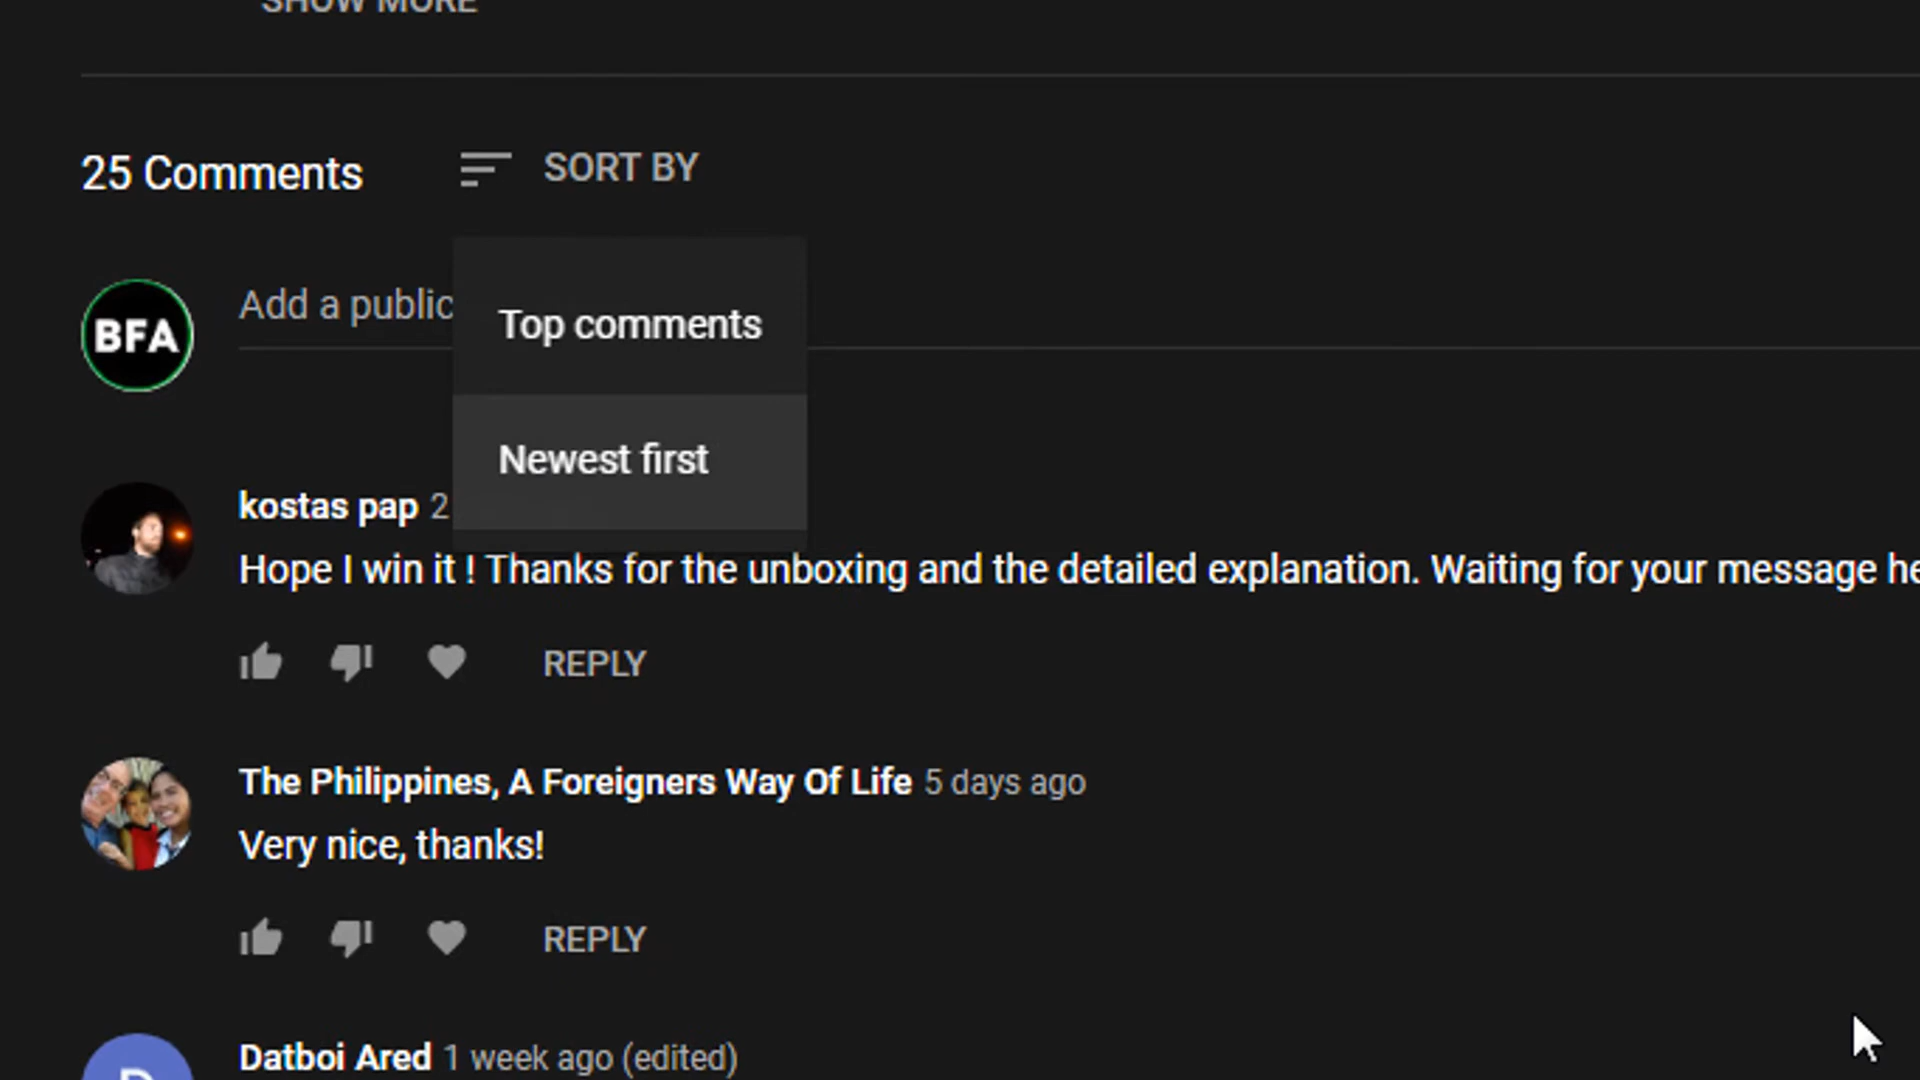 SHOW MORE
25 Comments
SORT BY
BFA
Add a public
Top comments
Newest first
kostas pap 2
Hope I win it ! Thanks for the unboxing and the detailed explanation. Waiting for your message he
REPLY
The Philippines, A Foreigners Way Of Life 5 days ago
Very nice, thanks!
REPLY
D
Datboi Ared 1 week ago (edited)